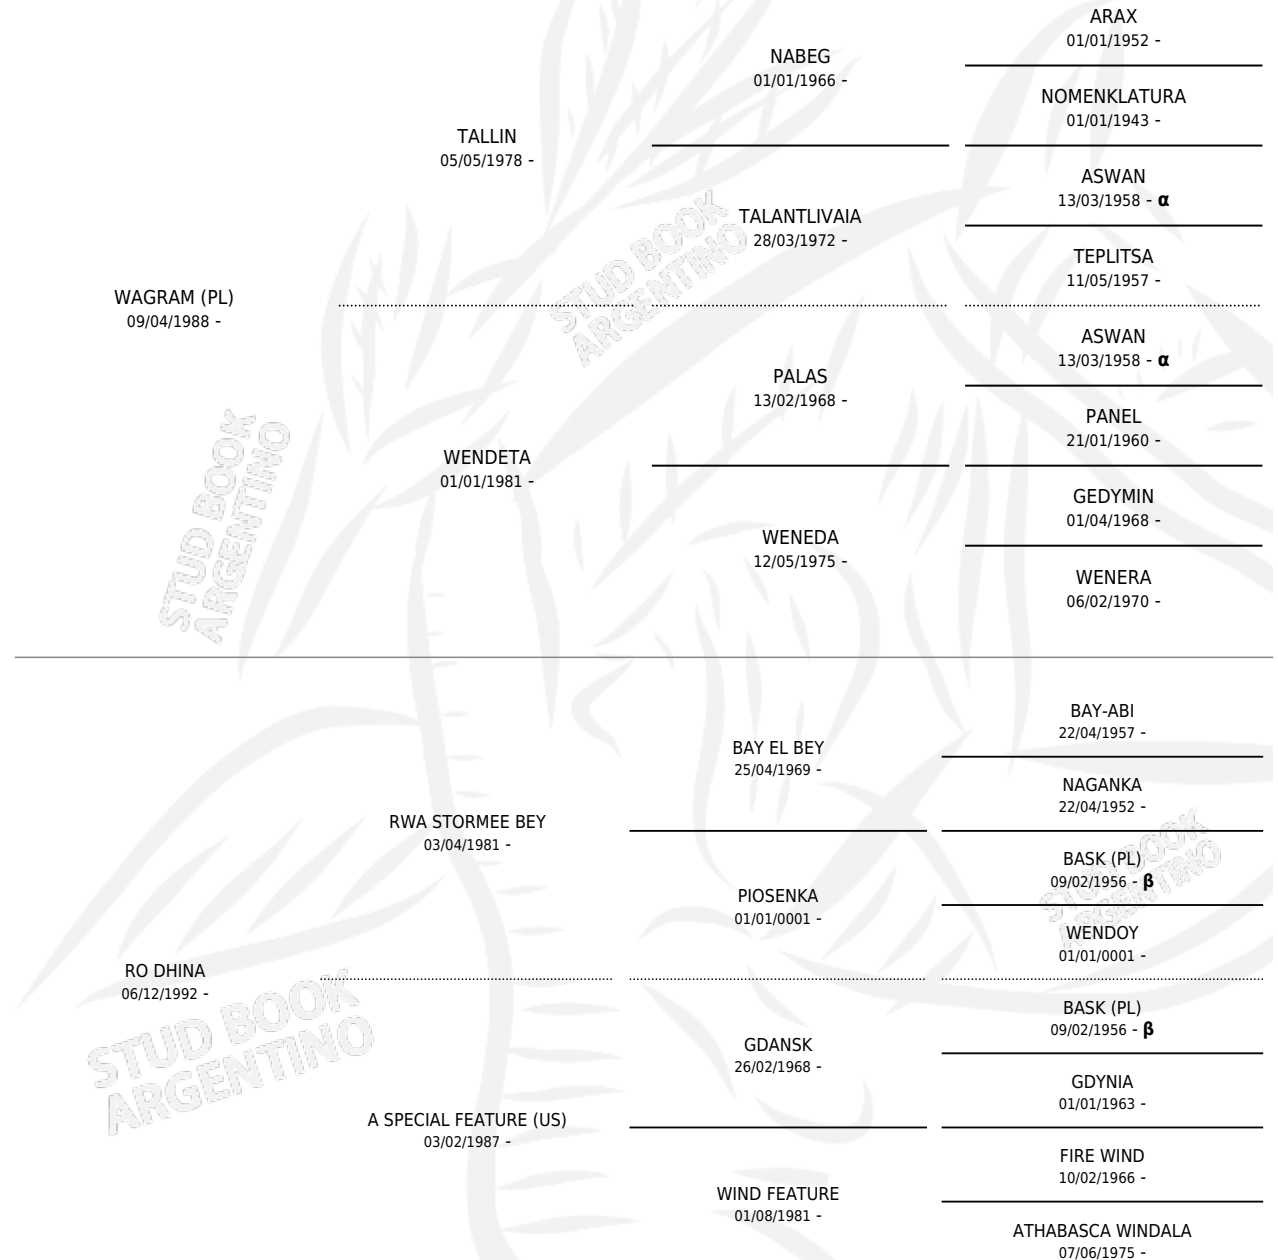 ARAX
01/01/1952 -
NABEG
01/01/1966 -
NOMENKLATURA
01/01/1943 -
TALLIN
05/05/1978 -
ASWAN
13/03/1958 - α
TALANTLIVAIA
28/03/1972 -
TEPLITSA
11/05/1957 -
WAGRAM (PL)
09/04/1988 -
ASWAN
13/03/1958 - α
PALAS
13/02/1968 -
PANEL
21/01/1960 -
WENDETA
01/01/1981 -
GEDYMIN
01/04/1968 -
WENEDA
12/05/1975 -
WENERA
06/02/1970 -
BAY-ABI
22/04/1957 -
BAY EL BEY
25/04/1969 -
NAGANKA
22/04/1952 -
RWA STORMEE BEY
03/04/1981 -
BASK (PL)
09/02/1956 - β
PIOSENKA
01/01/0001 -
WENDOY
01/01/0001 -
RO DHINA
06/12/1992 -
BASK (PL)
09/02/1956 - β
GDANSK
26/02/1968 -
GDYNIA
01/01/1963 -
A SPECIAL FEATURE (US)
03/02/1987 -
FIRE WIND
10/02/1966 -
WIND FEATURE
01/08/1981 -
ATHABASCA WINDALA
07/06/1975 -
STUD BOOK
ARGENTINO
STUD BOOK
ARGENTINO
STUD BOOK
ARGENTINO
STUD BOOK
ARGENTINO